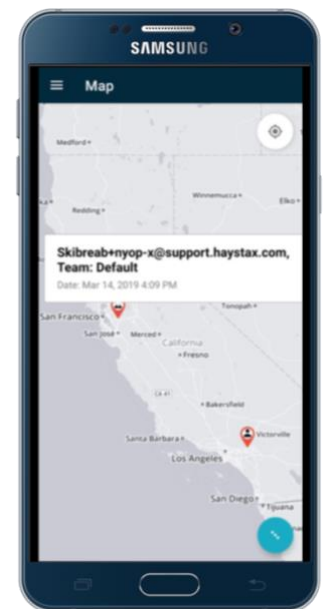 SAMSUNG
Map
Medford
Winnemucca
Elko
Redding
Skibreab+nyop-x@support.haystax.com,
Team: Default
Date: Mar 14, 2019 4:09 PM
Tonopah
San Francisco
San Jose
Merced
California
Fresno
Bakersfield
Victorville
Santa Barbara
Los Angeles
San Diego
Tijuana